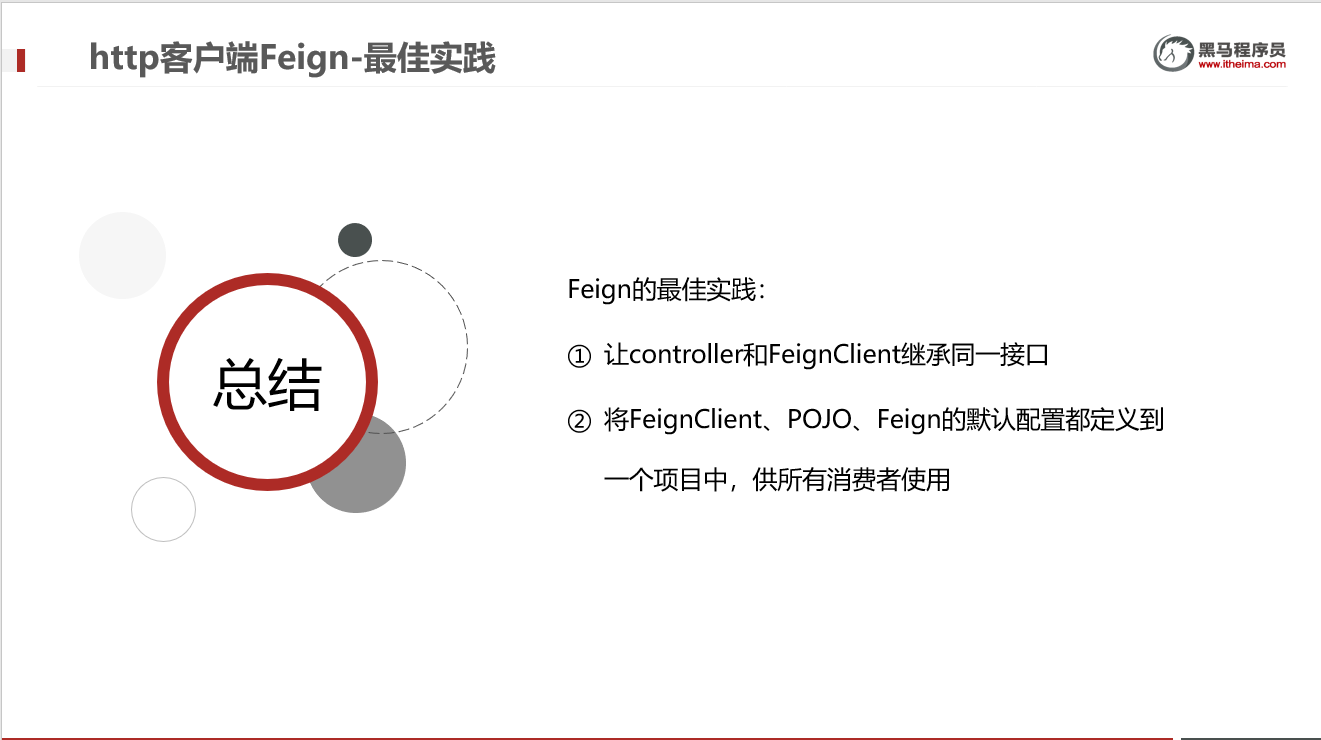 http客户端Feign-最佳实践
黑马程序员
www.itheima.com
总结
Feign的最佳实践：
① 让controller和FeignClient继承同一接口
② 将FeignClient、POJO、Feign的默认配置都定义到
一个项目中，供所有消费者使用